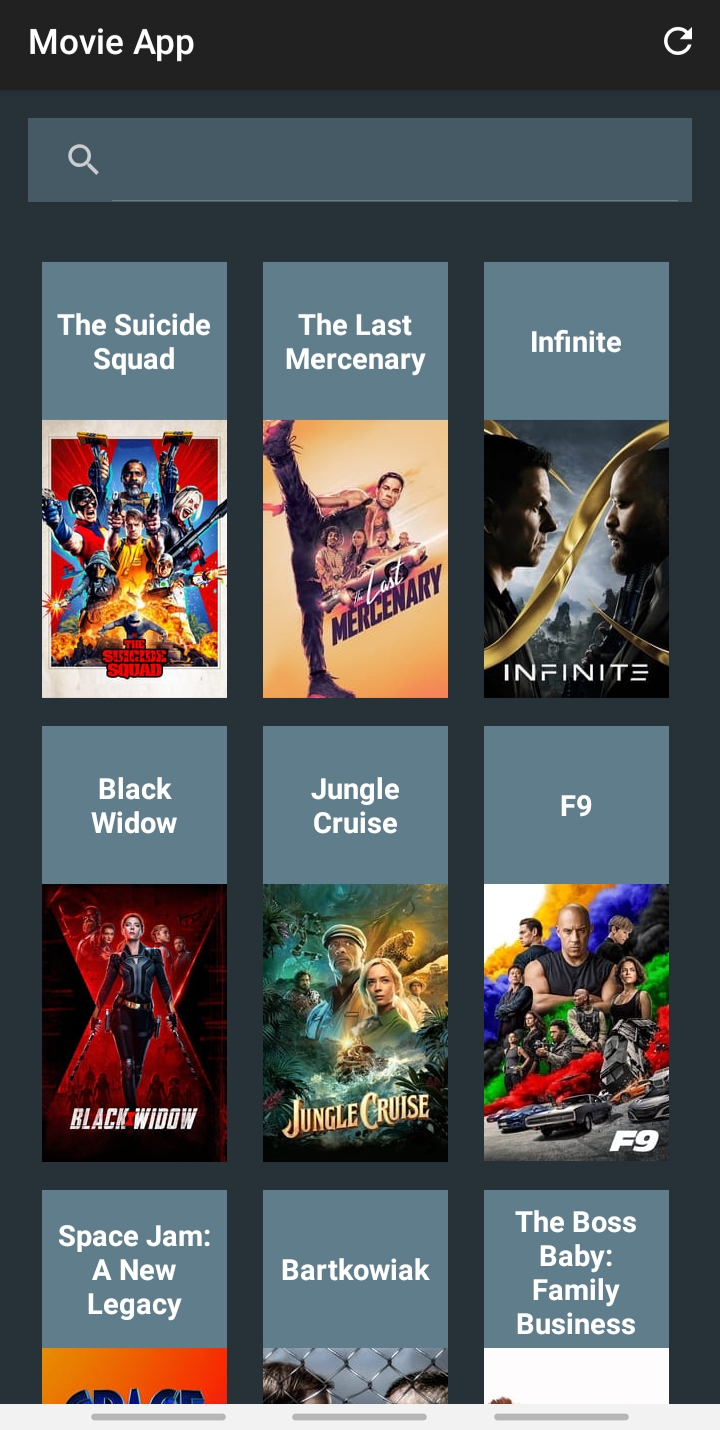 Movie App
The Suicide
Squad
The Last
Mercenary
Infinite
THE
SUICIDE
SQUAD
The Last
MERCENARY
INFINITE
Black
Widow
Jungle
Cruise
F9
BLACK WIDOW
JUNGLE CRUISE
F9
Space Jam:
A New
Legacy
Bartkowiak
The Boss
Baby:
Family
Business
SPACE